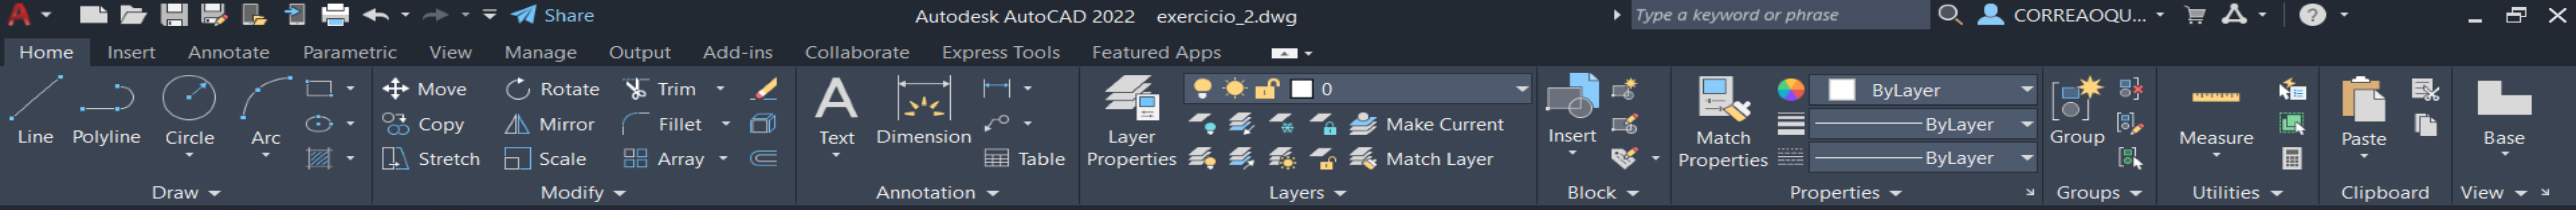 Share
Autodesk AutoCAD 2022 exercicio_2.dwg
Type a keyword or phrase
CORREAOQU...
Home Insert Annotate Parametric View Manage Output Add-ins Collaborate Express Tools Featured Apps
Line Polyline Circle Arc
Draw
Move Rotate Trim
Copy Mirror Fillet
Stretch Scale Array
Modify
Text Dimension Table
Annotation
Layer Properties
0
Make Current
Match Layer
Layers
Insert
Block
Match Properties
ByLayer
ByLayer
ByLayer
Properties
Group
Groups
Measure
Utilities
Paste
Clipboard
Base
View